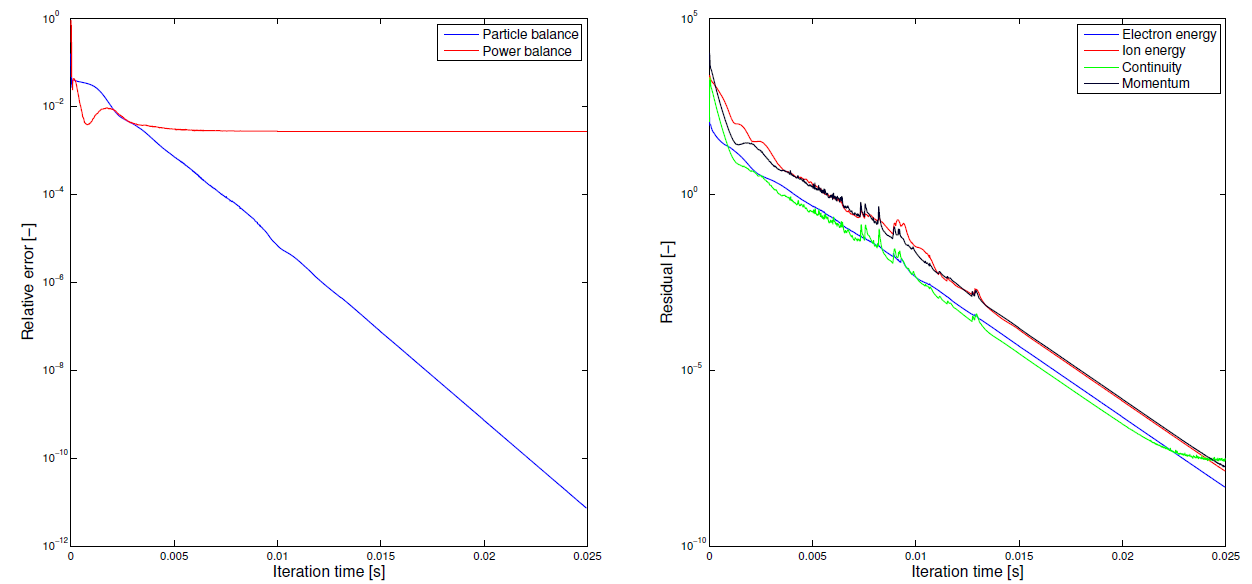 10^0
10^−2
10^−4
10^−6
10^−8
10^−10
10^−12
Relative error [−]
0 0.005 0.01 0.015 0.02 0.025
Iteration time [s]
Particle balance
Power balance
10^5
10^0
10^−5
10^−10
Residual [−]
0 0.005 0.01 0.015 0.02 0.025
Iteration time [s]
Electron energy
Ion energy
Continuity
Momentum